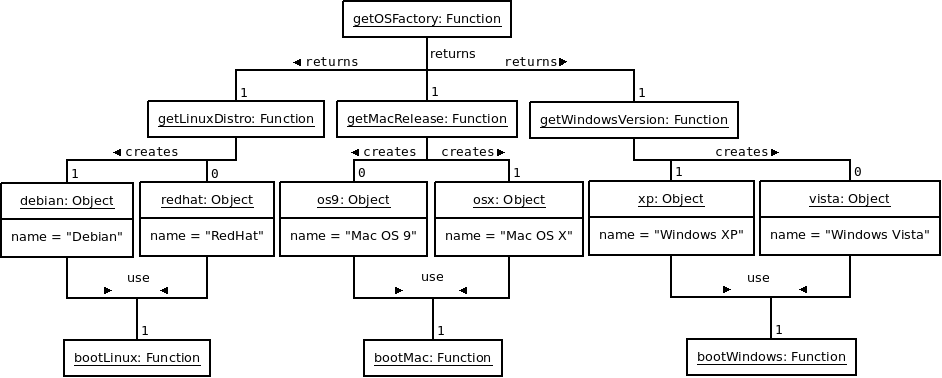 getOSFactory: Function
returns
returns
returns
1
1
1
getLinuxDistro: Function
getMacRelease: Function
getWindowsVersion: Function
creates
creates
creates
creates
1
0
0
1
1
0
debian: Object
redhat: Object
os9: Object
osx: Object
xp: Object
vista: Object
name = "Debian"
name = "RedHat"
name = "Mac OS 9"
name = "Mac OS X"
name = "Windows XP"
name = "Windows Vista"
use
use
use
1
1
1
bootLinux: Function
bootMac: Function
bootWindows: Function